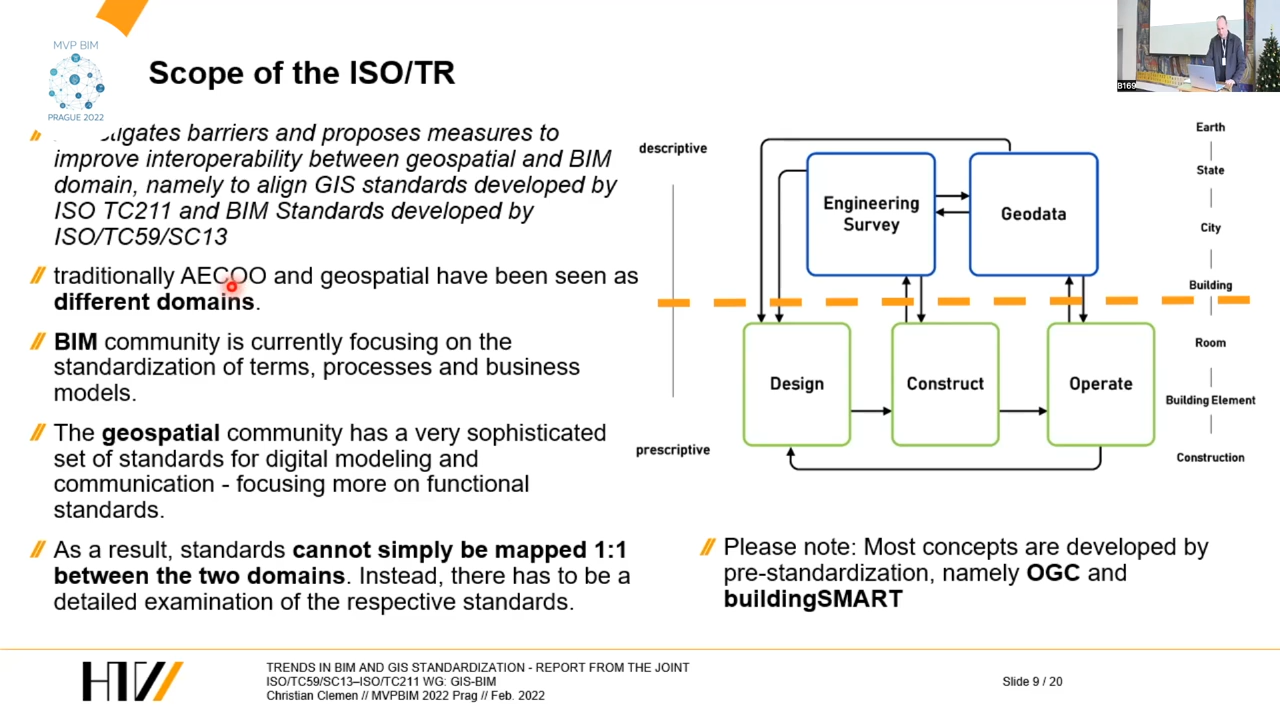 MVP BIM
PRAGUE 2022
Scope of the ISO/TR
B169
barriers and proposes measures to
improve interoperability between geospatial and BIM
domain, namely to align GIS standards developed by
ISO TC211 and BIM Standards developed by
ISO/TC59/SC13
traditionally AECOO and geospatial have been seen as
different domains.
BIM community is currently focusing on the
standardization of terms, processes and business
models.
The geospatial community has a very sophisticated
set of standards for digital modeling and
communication - focusing more on functional
standards.
As a result, standards cannot simply be mapped 1:1
between the two domains. Instead, there has to be a
detailed examination of the respective standards.
descriptive
prescriptive
Engineering
Survey
Geodata
Design
Construct
Operate
Earth
State
City
Building
Room
Building Element
Construction
Please note: Most concepts are developed by
pre-standardization, namely OGC and
buildingSMART
HTW
TRENDS IN BIM AND GIS STANDARDIZATION - REPORT FROM THE JOINT
ISO/TC59/SC13–ISO/TC211 WG: GIS-BIM
Christian Clemen // MVPBIM 2022 Prag // Feb. 2022
Slide 9 / 20